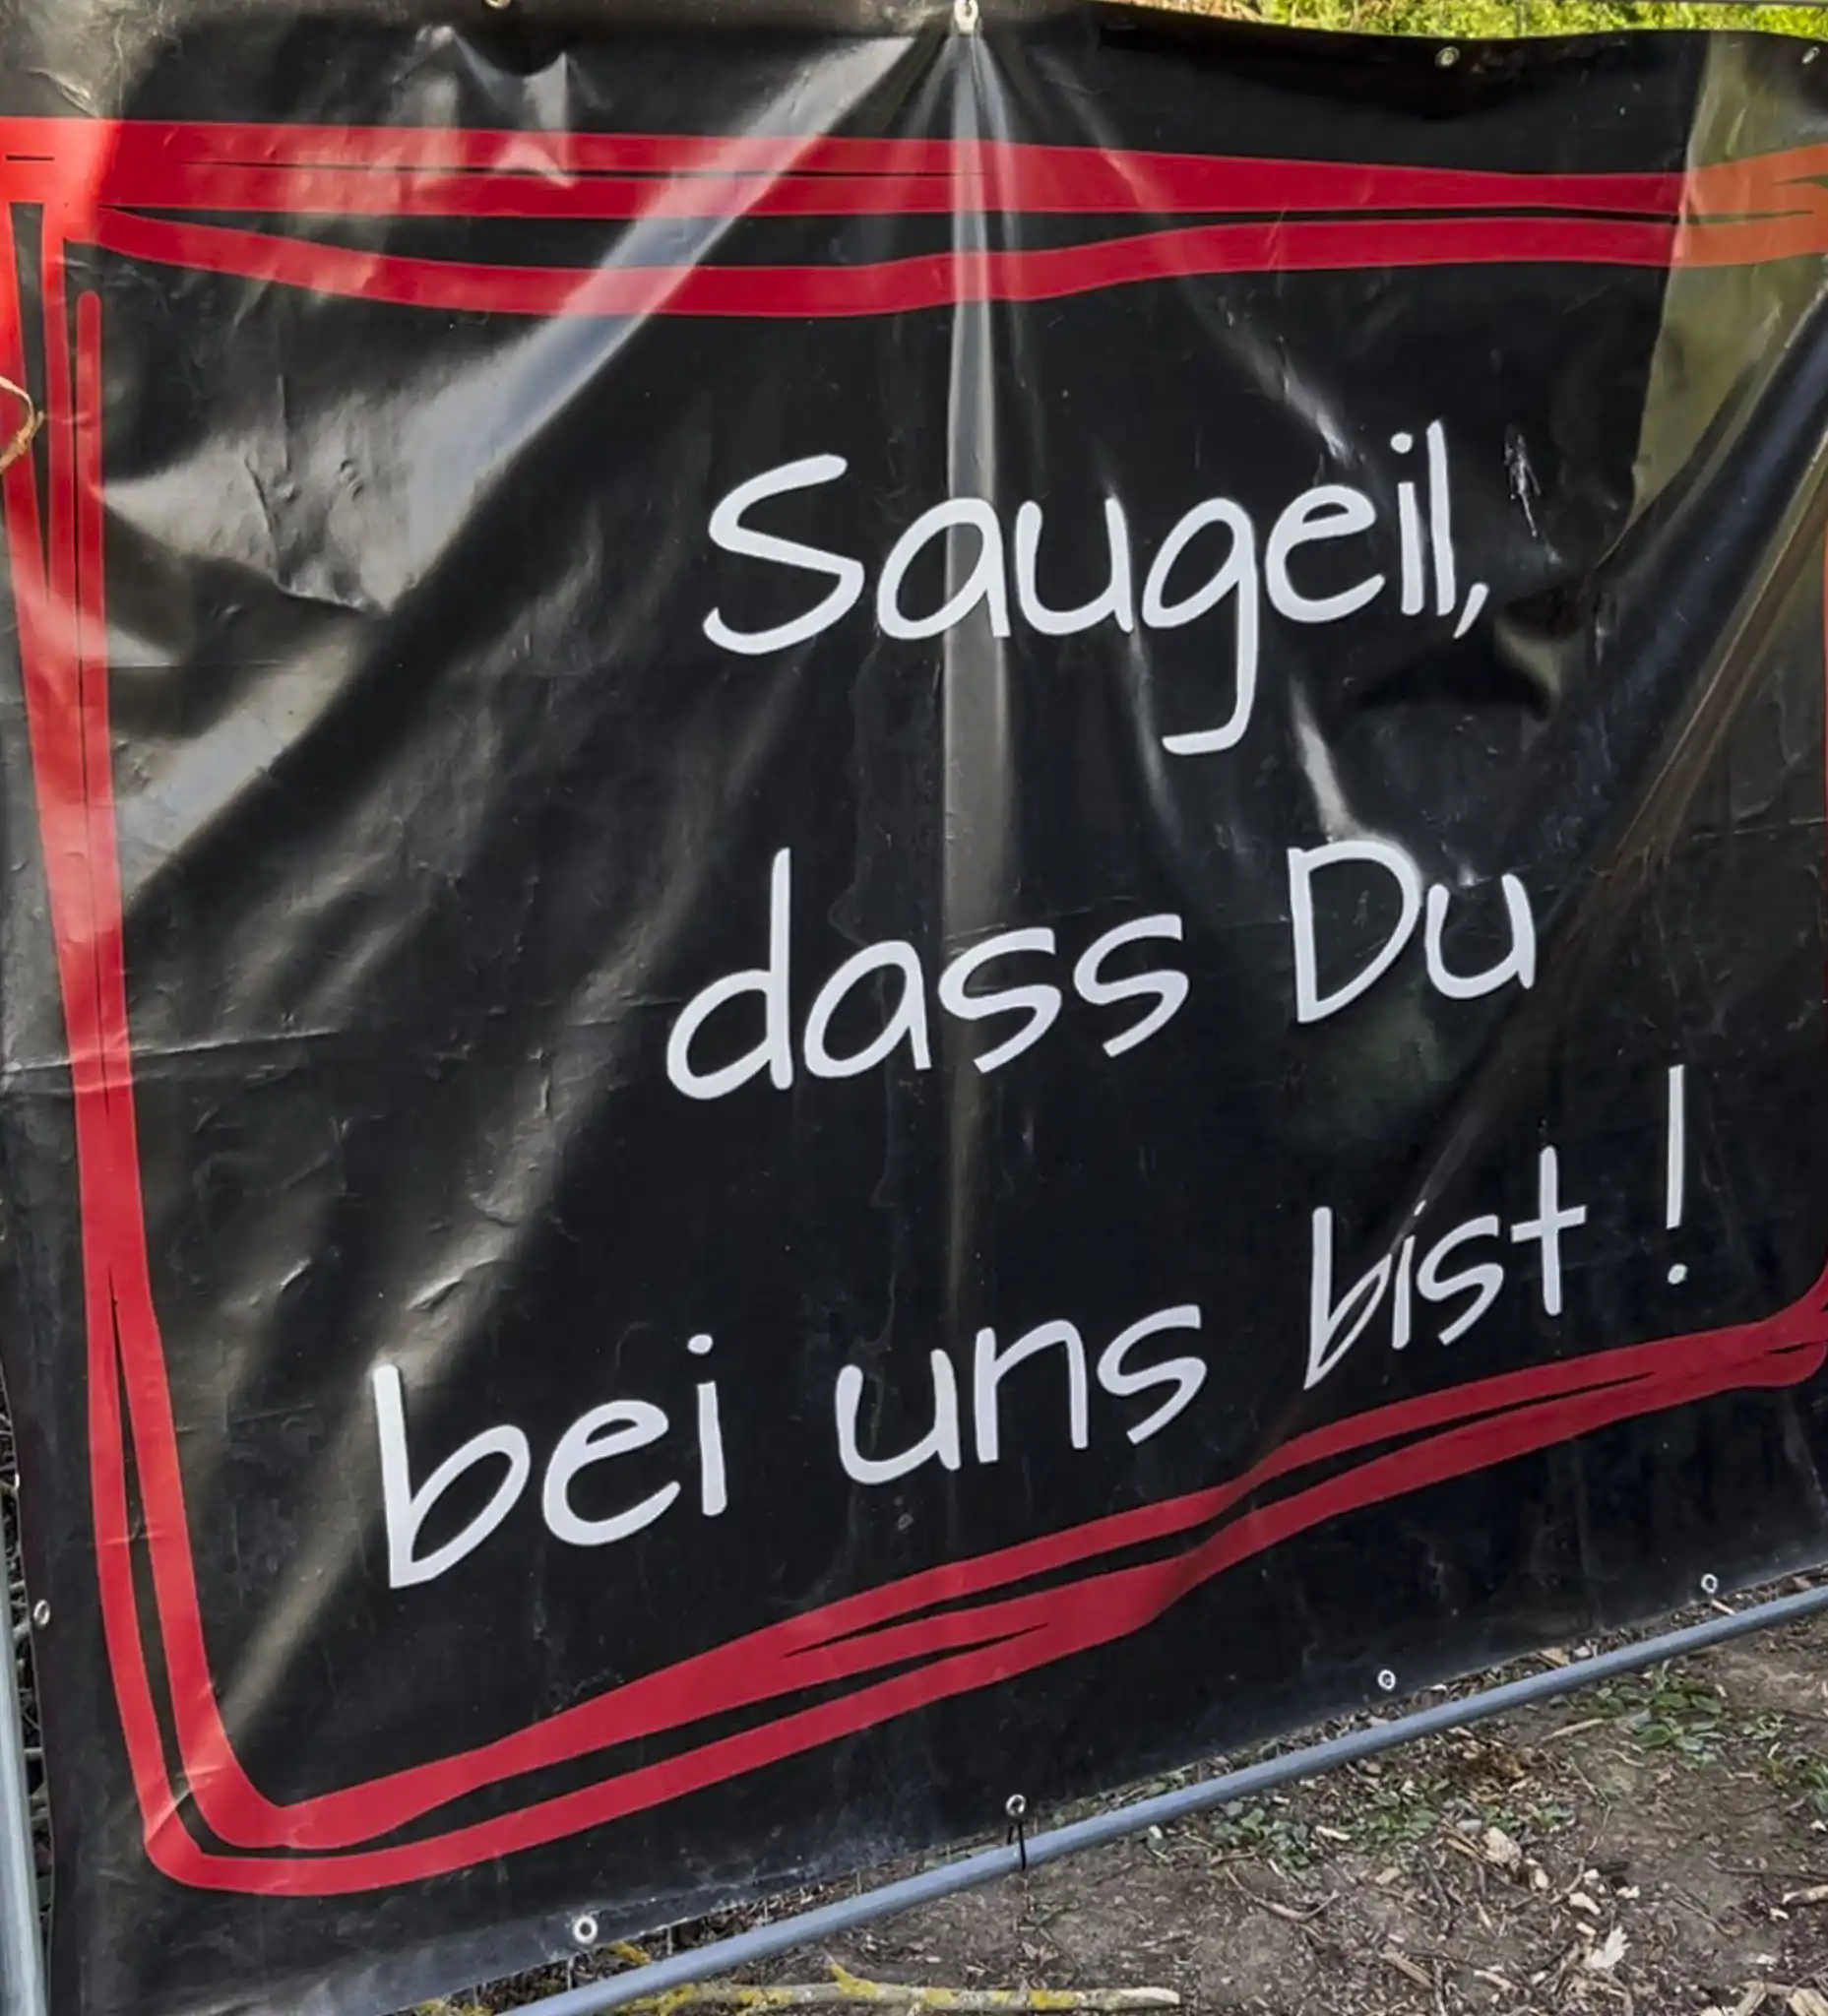 Saugeil,
dass Du
bei uns bist !